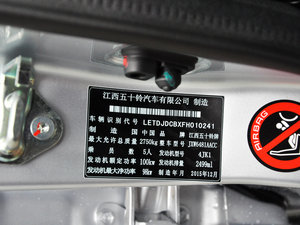 江西五十铃汽车有限公司 制造
车辆识别代号 LETDJDCBXFH010241
制造国 中国 品牌 江西五十铃
最大允许总质量 2750kg 整车型号 JXW6481ACC
乘坐人数 5人 发动机型号 4JK1
发动机额定功率 100kW 发动机排量 2499ml
发动机最大净功率 98kW 制造年月 2015年12月
AIRBAG